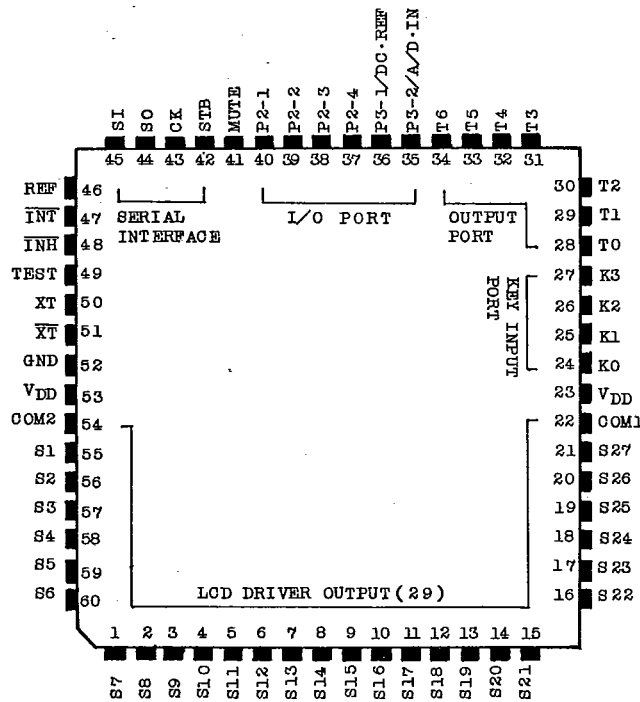 SI SO CK STB MUTE P2-1 P2-2 P2-3 P2-4 P3-1/DC·REF P3-2/A/D·IN T6 T5 T4 T3
45 44 43 42 41 40 39 38 37 36 35 34 33 32 31
REF 46
30 T2
INT 47
SERIAL
INTERFACE
I/O PORT
OUTPUT
PORT
29 T1
INH 48
28 T0
TEST 49
27 K3
KEY INPUT
PORT
XT 50
26 K2
XT 51
25 K1
GND 52
24 K0
VDD 53
23 VDD
COM2 54
22 COM1
S1 55
21 S27
S2 56
20 S26
S3 57
19 S25
S4 58
18 S24
S5 59
17 S23
S6 60
16 S22
LCD DRIVER OUTPUT(29)
1 2 3 4 5 6 7 8 9 10 11 12 13 14 15
S7 S8 S9 S10 S11 S12 S13 S14 S15 S16 S17 S18 S19 S20 S21